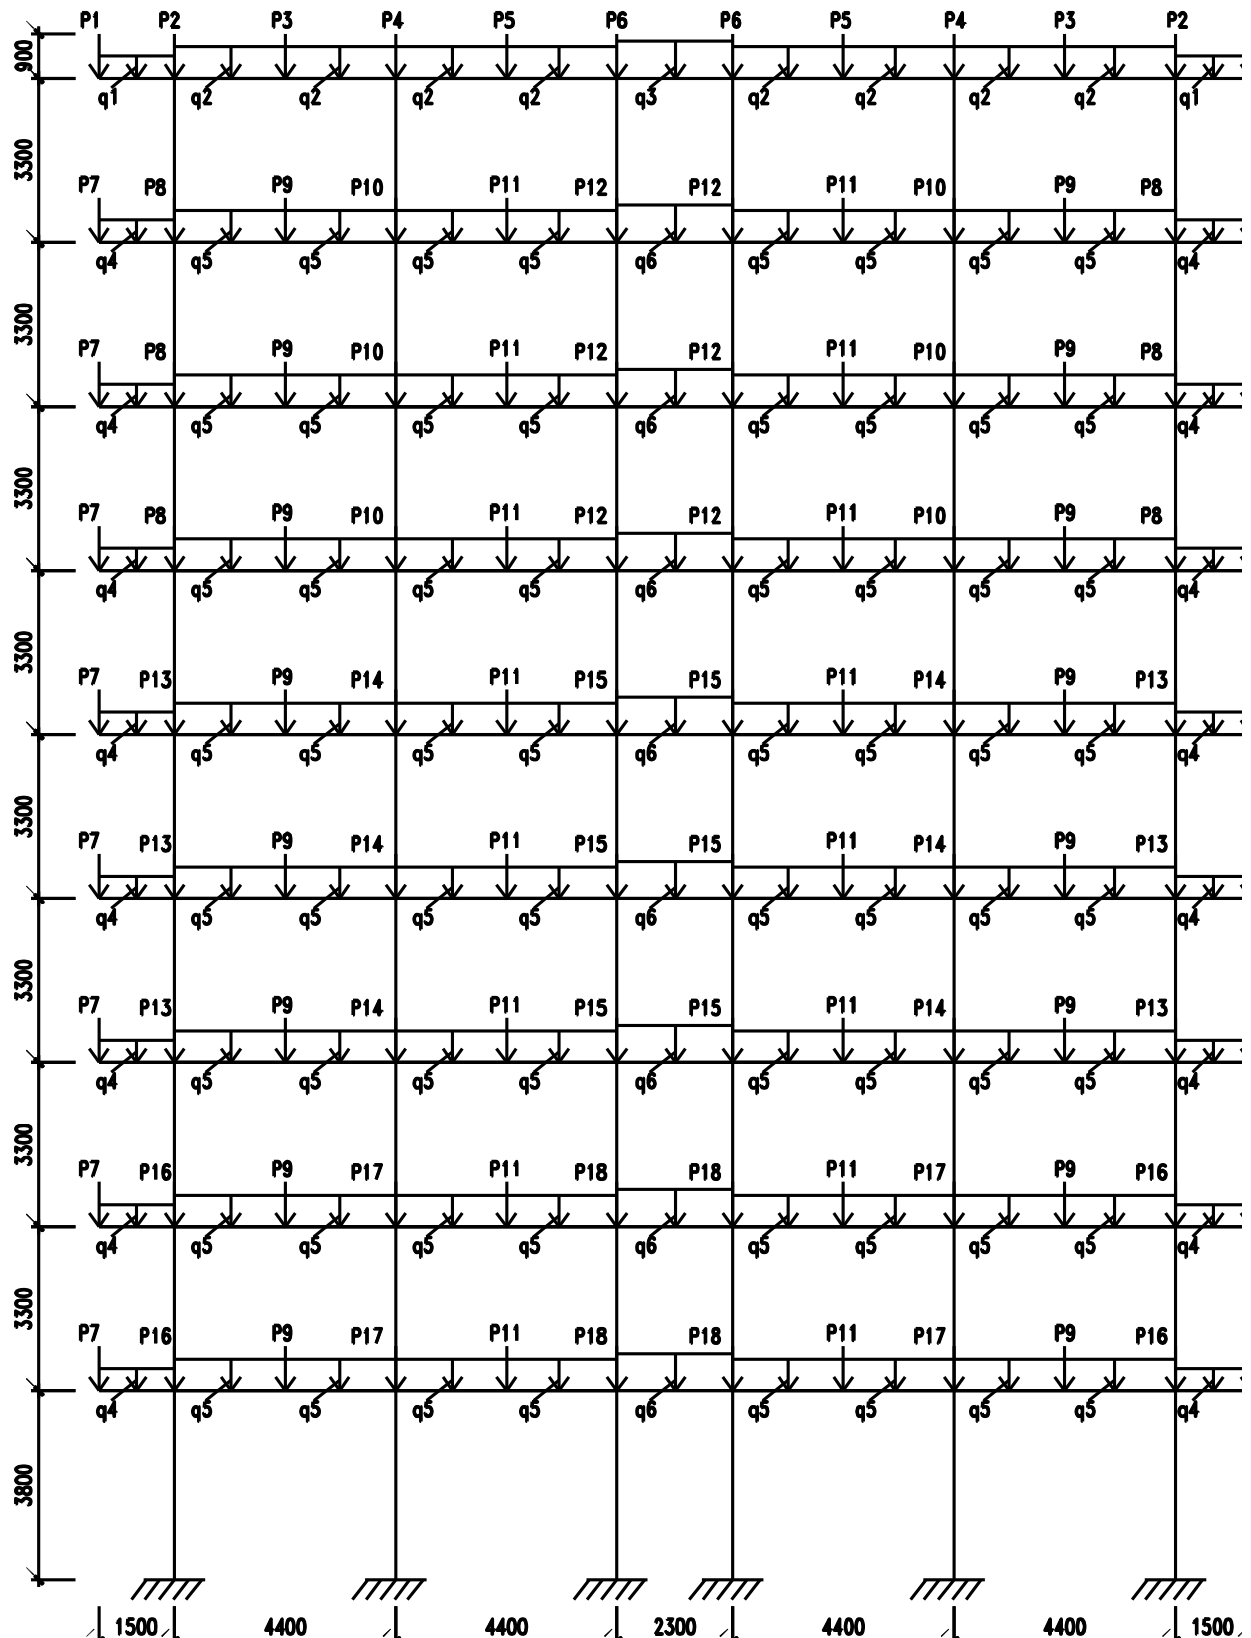 P1 P2 P3 P4 P5 P6 P6 P5 P4 P3 P2
900
q1 q2 q2 q2 q2 q3 q2 q2 q2 q2 q1
3300
P7 P8 P9 P10 P11 P12 P12 P11 P10 P9 P8
q4 q5 q5 q5 q5 q6 q5 q5 q5 q5 q4
3300
P7 P8 P9 P10 P11 P12 P12 P11 P10 P9 P8
q4 q5 q5 q5 q5 q6 q5 q5 q5 q5 q4
3300
P7 P8 P9 P10 P11 P12 P12 P11 P10 P9 P8
q4 q5 q5 q5 q5 q6 q5 q5 q5 q5 q4
3300
P7 P13 P9 P14 P11 P15 P15 P11 P14 P9 P13
q4 q5 q5 q5 q5 q6 q5 q5 q5 q5 q4
3300
P7 P13 P9 P14 P11 P15 P15 P11 P14 P9 P13
q4 q5 q5 q5 q5 q6 q5 q5 q5 q5 q4
3300
P7 P13 P9 P14 P11 P15 P15 P11 P14 P9 P13
q4 q5 q5 q5 q5 q6 q5 q5 q5 q5 q4
3300
P7 P16 P9 P17 P11 P18 P18 P11 P17 P9 P16
q4 q5 q5 q5 q5 q6 q5 q5 q5 q5 q4
3300
P7 P16 P9 P17 P11 P18 P18 P11 P17 P9 P16
q4 q5 q5 q5 q5 q6 q5 q5 q5 q5 q4
3800
1500 4400 4400 2300 4400 4400 1500